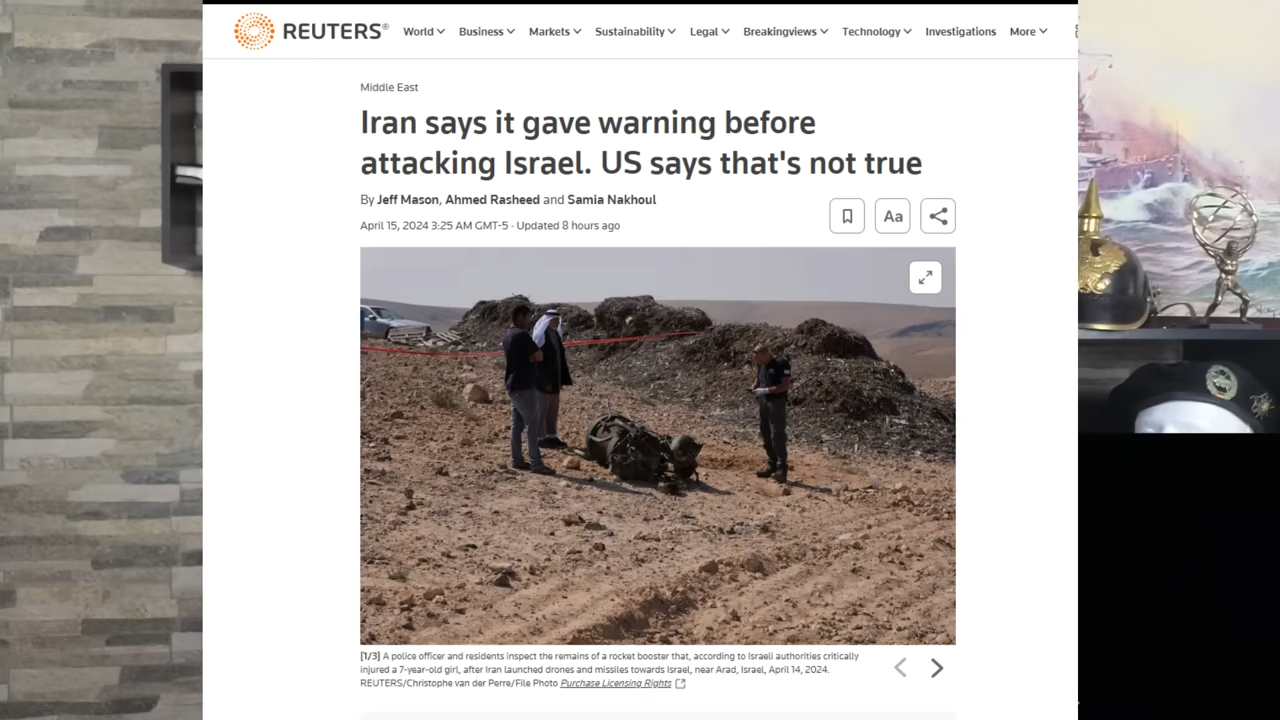 REUTERS®
World Business Markets Sustainability Legal Breakingviews Technology Investigations More
Middle East
Iran says it gave warning before
attacking Israel. US says that's not true
By Jeff Mason, Ahmed Rasheed and Samia Nakhoul
April 15, 2024 3:25 AM GMT-5 · Updated 8 hours ago
Aa
[1/3] A police officer and residents inspect the remains of a rocket booster that, according to Israeli authorities critically
injured a 7-year-old girl, after Iran launched drones and missiles towards Israel, near Arad, Israel, April 14, 2024.
REUTERS/Christophe van der Perre/File Photo Purchase Licensing Rights